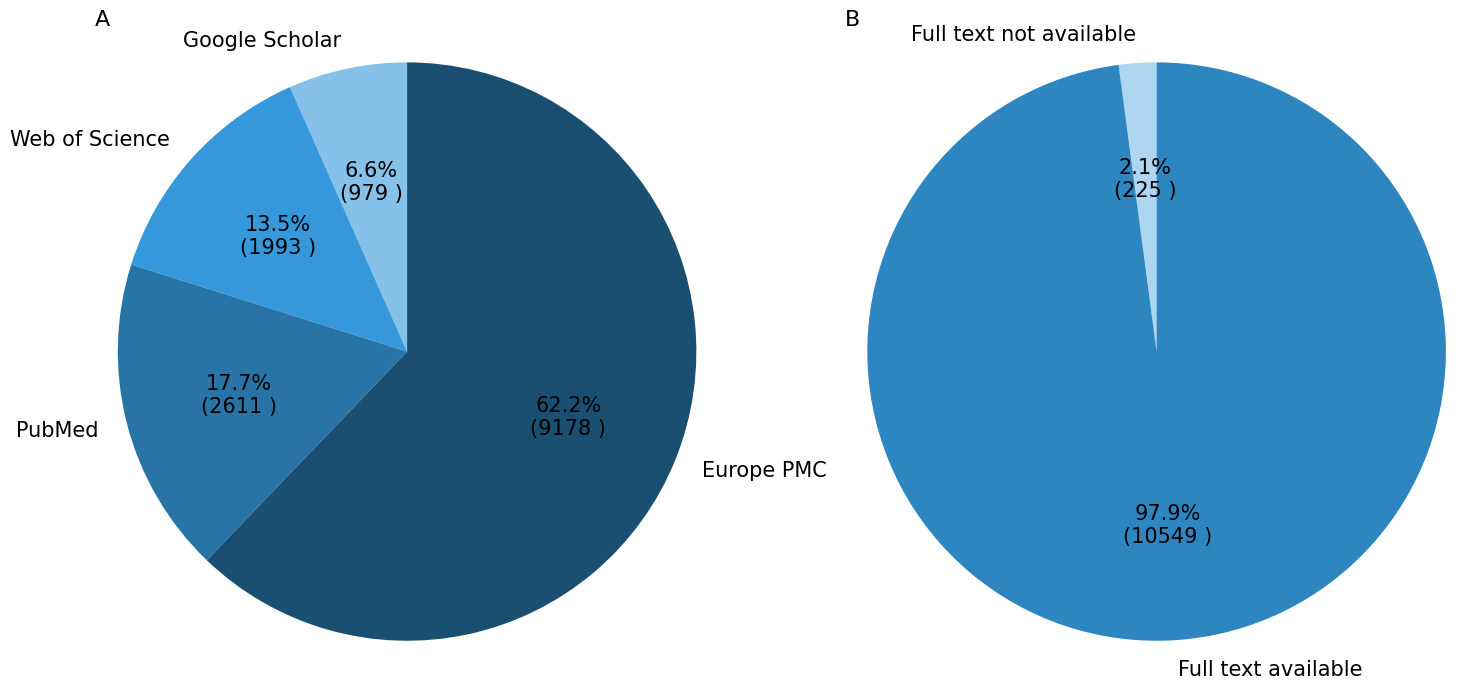 A
Google Scholar
Web of Science
6.6%
(979 )
13.5%
(1993 )
17.7%
(2611 )
PubMed
62.2%
(9178 )
Europe PMC
B
Full text not available
2.1%
(225 )
97.9%
(10549 )
Full text available